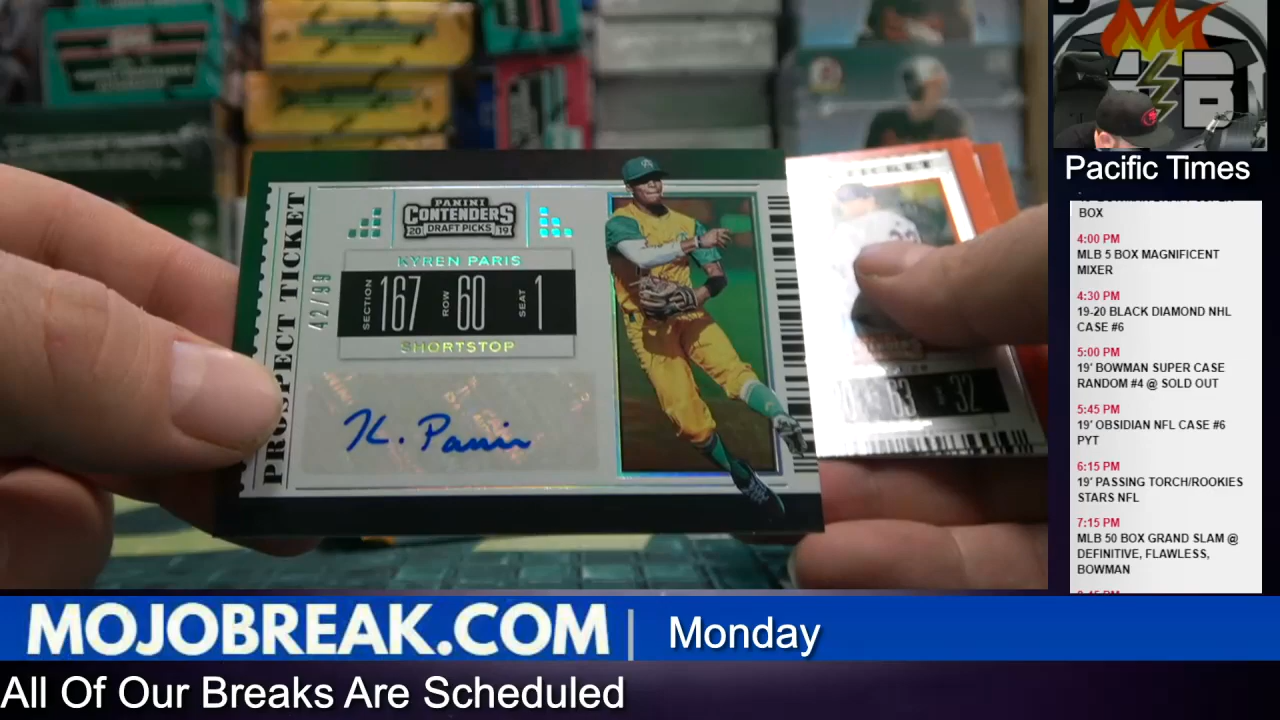 PANINI
CONTENDERS
2019
DRAFT PICKS
KYREN PARIS
SECTION 167 ROW 60 SEAT 1
SHORTSTOP
42/99
PROSPECT TICKET
K. Paris
TICKET
63 32
Pacific Times
BOX
4:00 PM
MLB 5 BOX MAGNIFICENT
MIXER
4:30 PM
19-20 BLACK DIAMOND NHL
CASE #6
5:00 PM
19' BOWMAN SUPER CASE
RANDOM #4 @ SOLD OUT
5:45 PM
19' OBSIDIAN NFL CASE #6
PYT
6:15 PM
19' PASSING TORCH/ROOKIES
STARS NFL
7:15 PM
MLB 50 BOX GRAND SLAM @
DEFINITIVE, FLAWLESS,
BOWMAN
MOJOBREAK.COM | Monday
All Of Our Breaks Are Scheduled